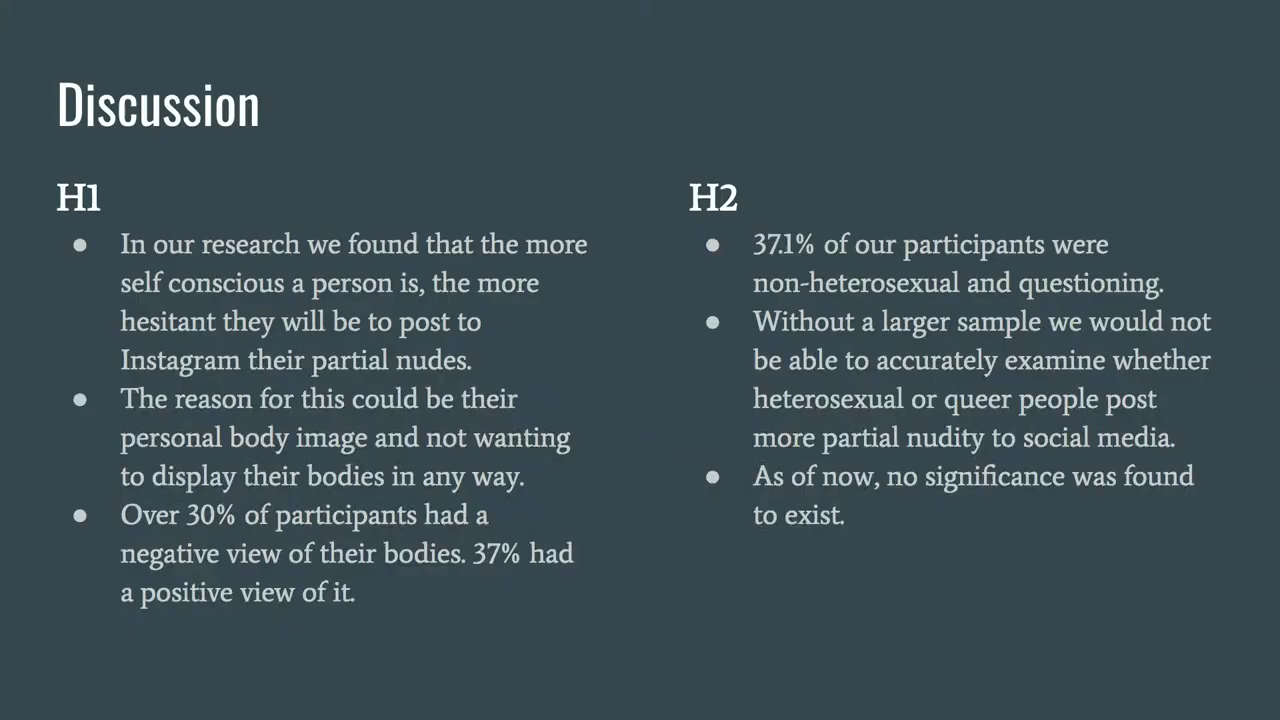 Discussion
H1
● In our research we found that the more
self conscious a person is, the more
hesitant they will be to post to
Instagram their partial nudes.
● The reason for this could be their
personal body image and not wanting
to display their bodies in any way.
● Over 30% of participants had a
negative view of their bodies. 37% had
a positive view of it.
H2
● 37.1% of our participants were
non-heterosexual and questioning.
● Without a larger sample we would not
be able to accurately examine whether
heterosexual or queer people post
more partial nudity to social media.
● As of now, no significance was found
to exist.